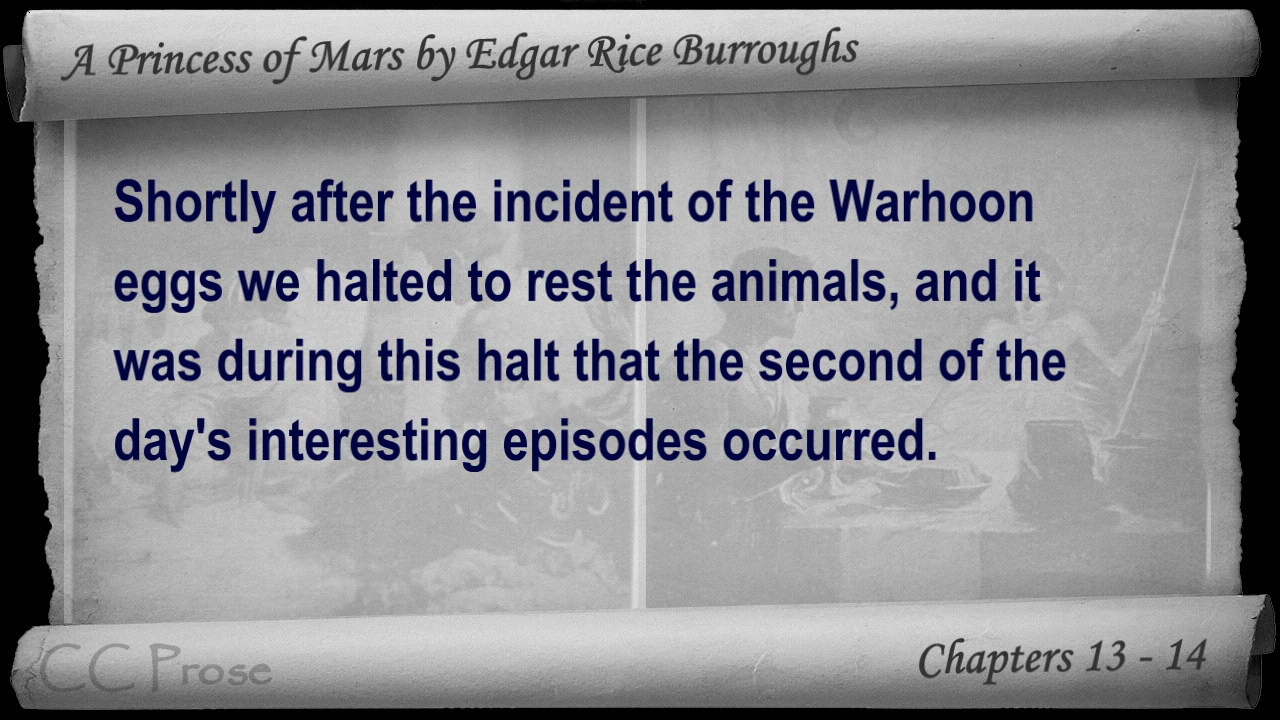 A Princess of Mars by Edgar Rice Burroughs
Shortly after the incident of the Warhoon
eggs we halted to rest the animals, and it
was during this halt that the second of the
day's interesting episodes occurred.
CC Prose
Chapters 13 - 14